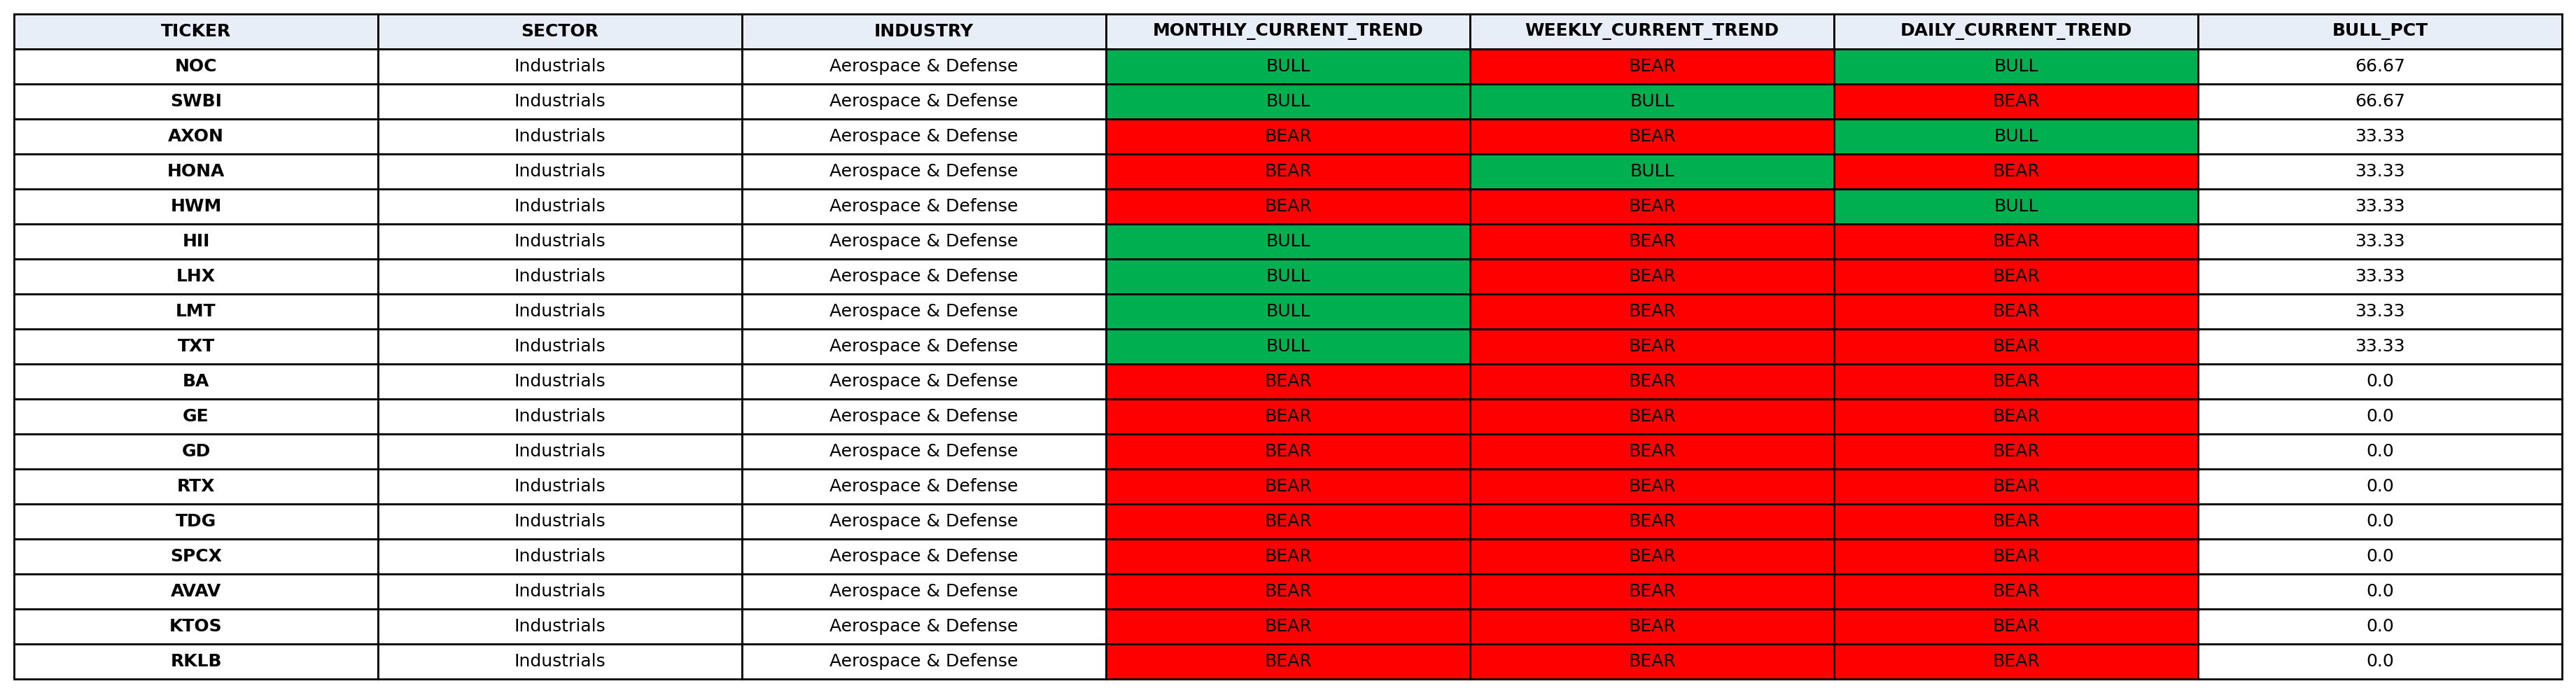 TICKER SECTOR INDUSTRY MONTHLY_CURRENT_TREND WEEKLY_CURRENT_TREND DAILY_CURRENT_TREND BULL_PCT
NOC Industrials Aerospace & Defense BULL BEAR BULL 66.67
SWBI Industrials Aerospace & Defense BULL BULL BEAR 66.67
AXON Industrials Aerospace & Defense BEAR BEAR BULL 33.33
HONA Industrials Aerospace & Defense BEAR BULL BEAR 33.33
HWM Industrials Aerospace & Defense BEAR BEAR BULL 33.33
HII Industrials Aerospace & Defense BULL BEAR BEAR 33.33
LHX Industrials Aerospace & Defense BULL BEAR BEAR 33.33
LMT Industrials Aerospace & Defense BULL BEAR BEAR 33.33
TXT Industrials Aerospace & Defense BULL BEAR BEAR 33.33
BA Industrials Aerospace & Defense BEAR BEAR BEAR 0.0
GE Industrials Aerospace & Defense BEAR BEAR BEAR 0.0
GD Industrials Aerospace & Defense BEAR BEAR BEAR 0.0
RTX Industrials Aerospace & Defense BEAR BEAR BEAR 0.0
TDG Industrials Aerospace & Defense BEAR BEAR BEAR 0.0
SPCX Industrials Aerospace & Defense BEAR BEAR BEAR 0.0
AVAV Industrials Aerospace & Defense BEAR BEAR BEAR 0.0
KTOS Industrials Aerospace & Defense BEAR BEAR BEAR 0.0
RKLB Industrials Aerospace & Defense BEAR BEAR BEAR 0.0